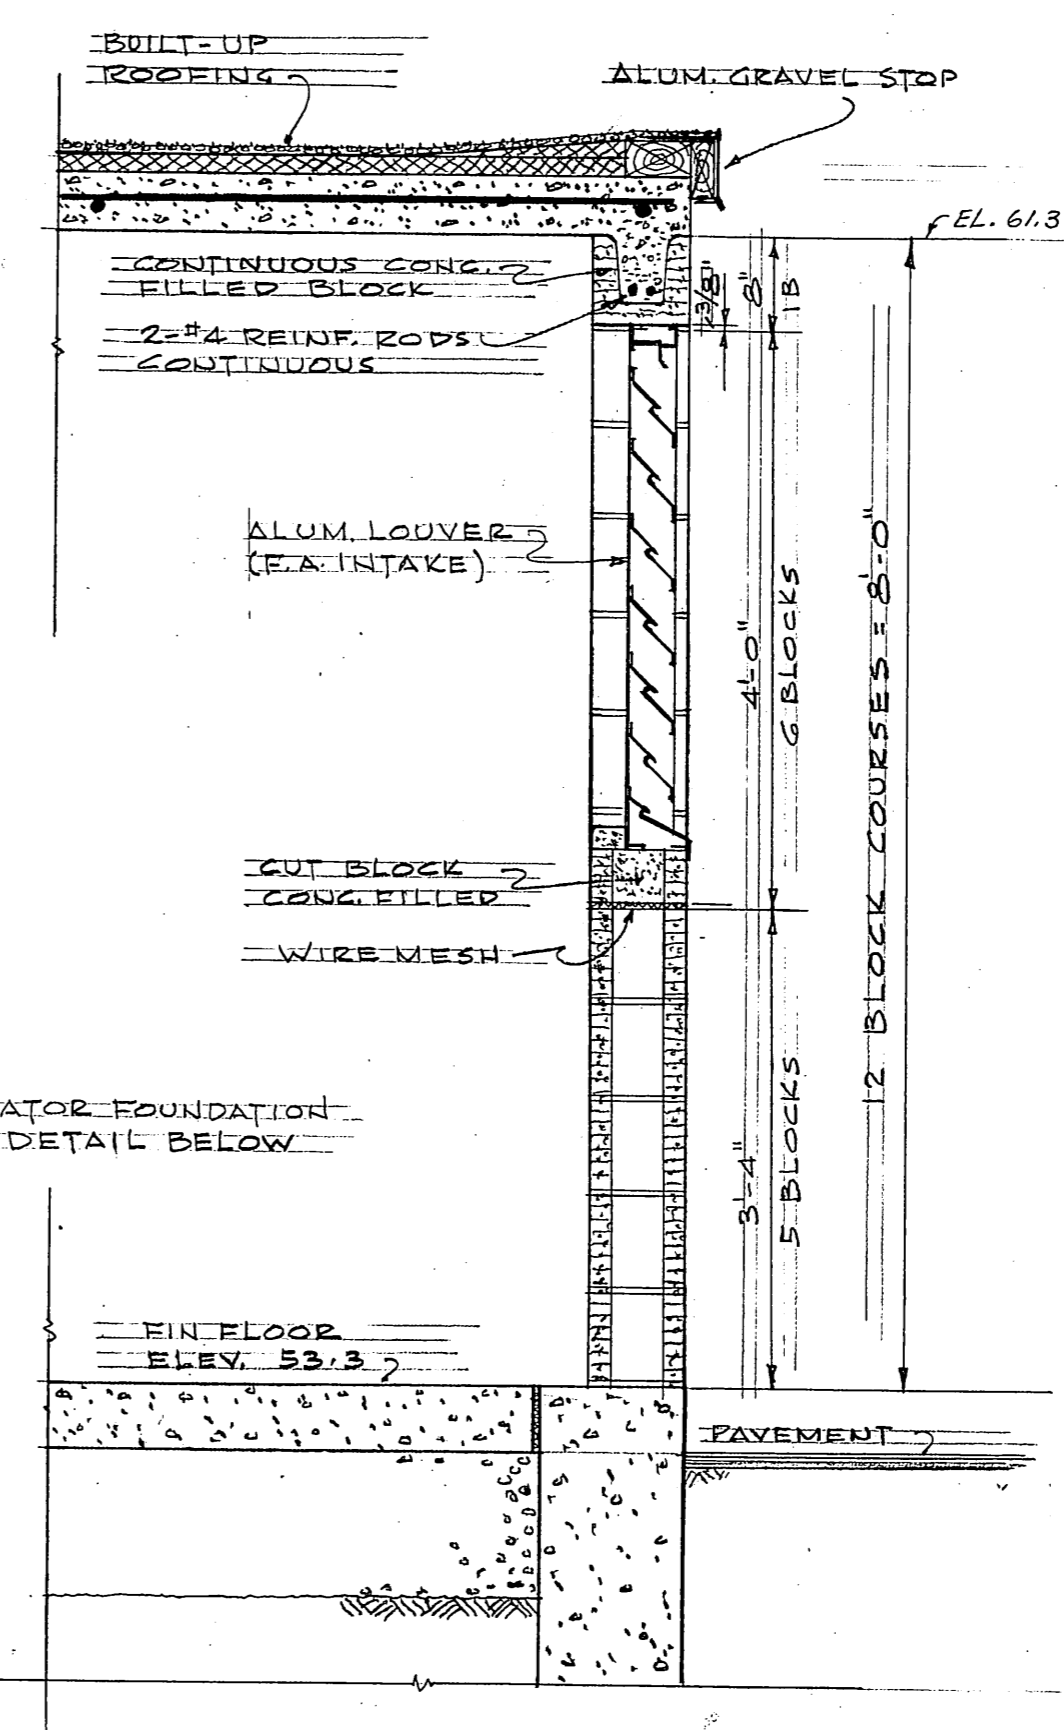 BUILT-UP
ROOFING
ALUM. GRAVEL STOP
EL. 61.3
CONTINUOUS CONC.
FILLED BLOCK
2-#4 REINF. RODS
CONTINUOUS
3/8"
8"
1B
ALUM. LOUVER
(F.A. INTAKE)
4'-0"
6 BLOCKS
12 BLOCK COURSES = 8'-0"
CUT BLOCK
CONC. FILLED
WIRE MESH
ATOR FOUNDATION
DETAIL BELOW
3'-4"
5 BLOCKS
FIN FLOOR
ELEV. 53.3
PAVEMENT